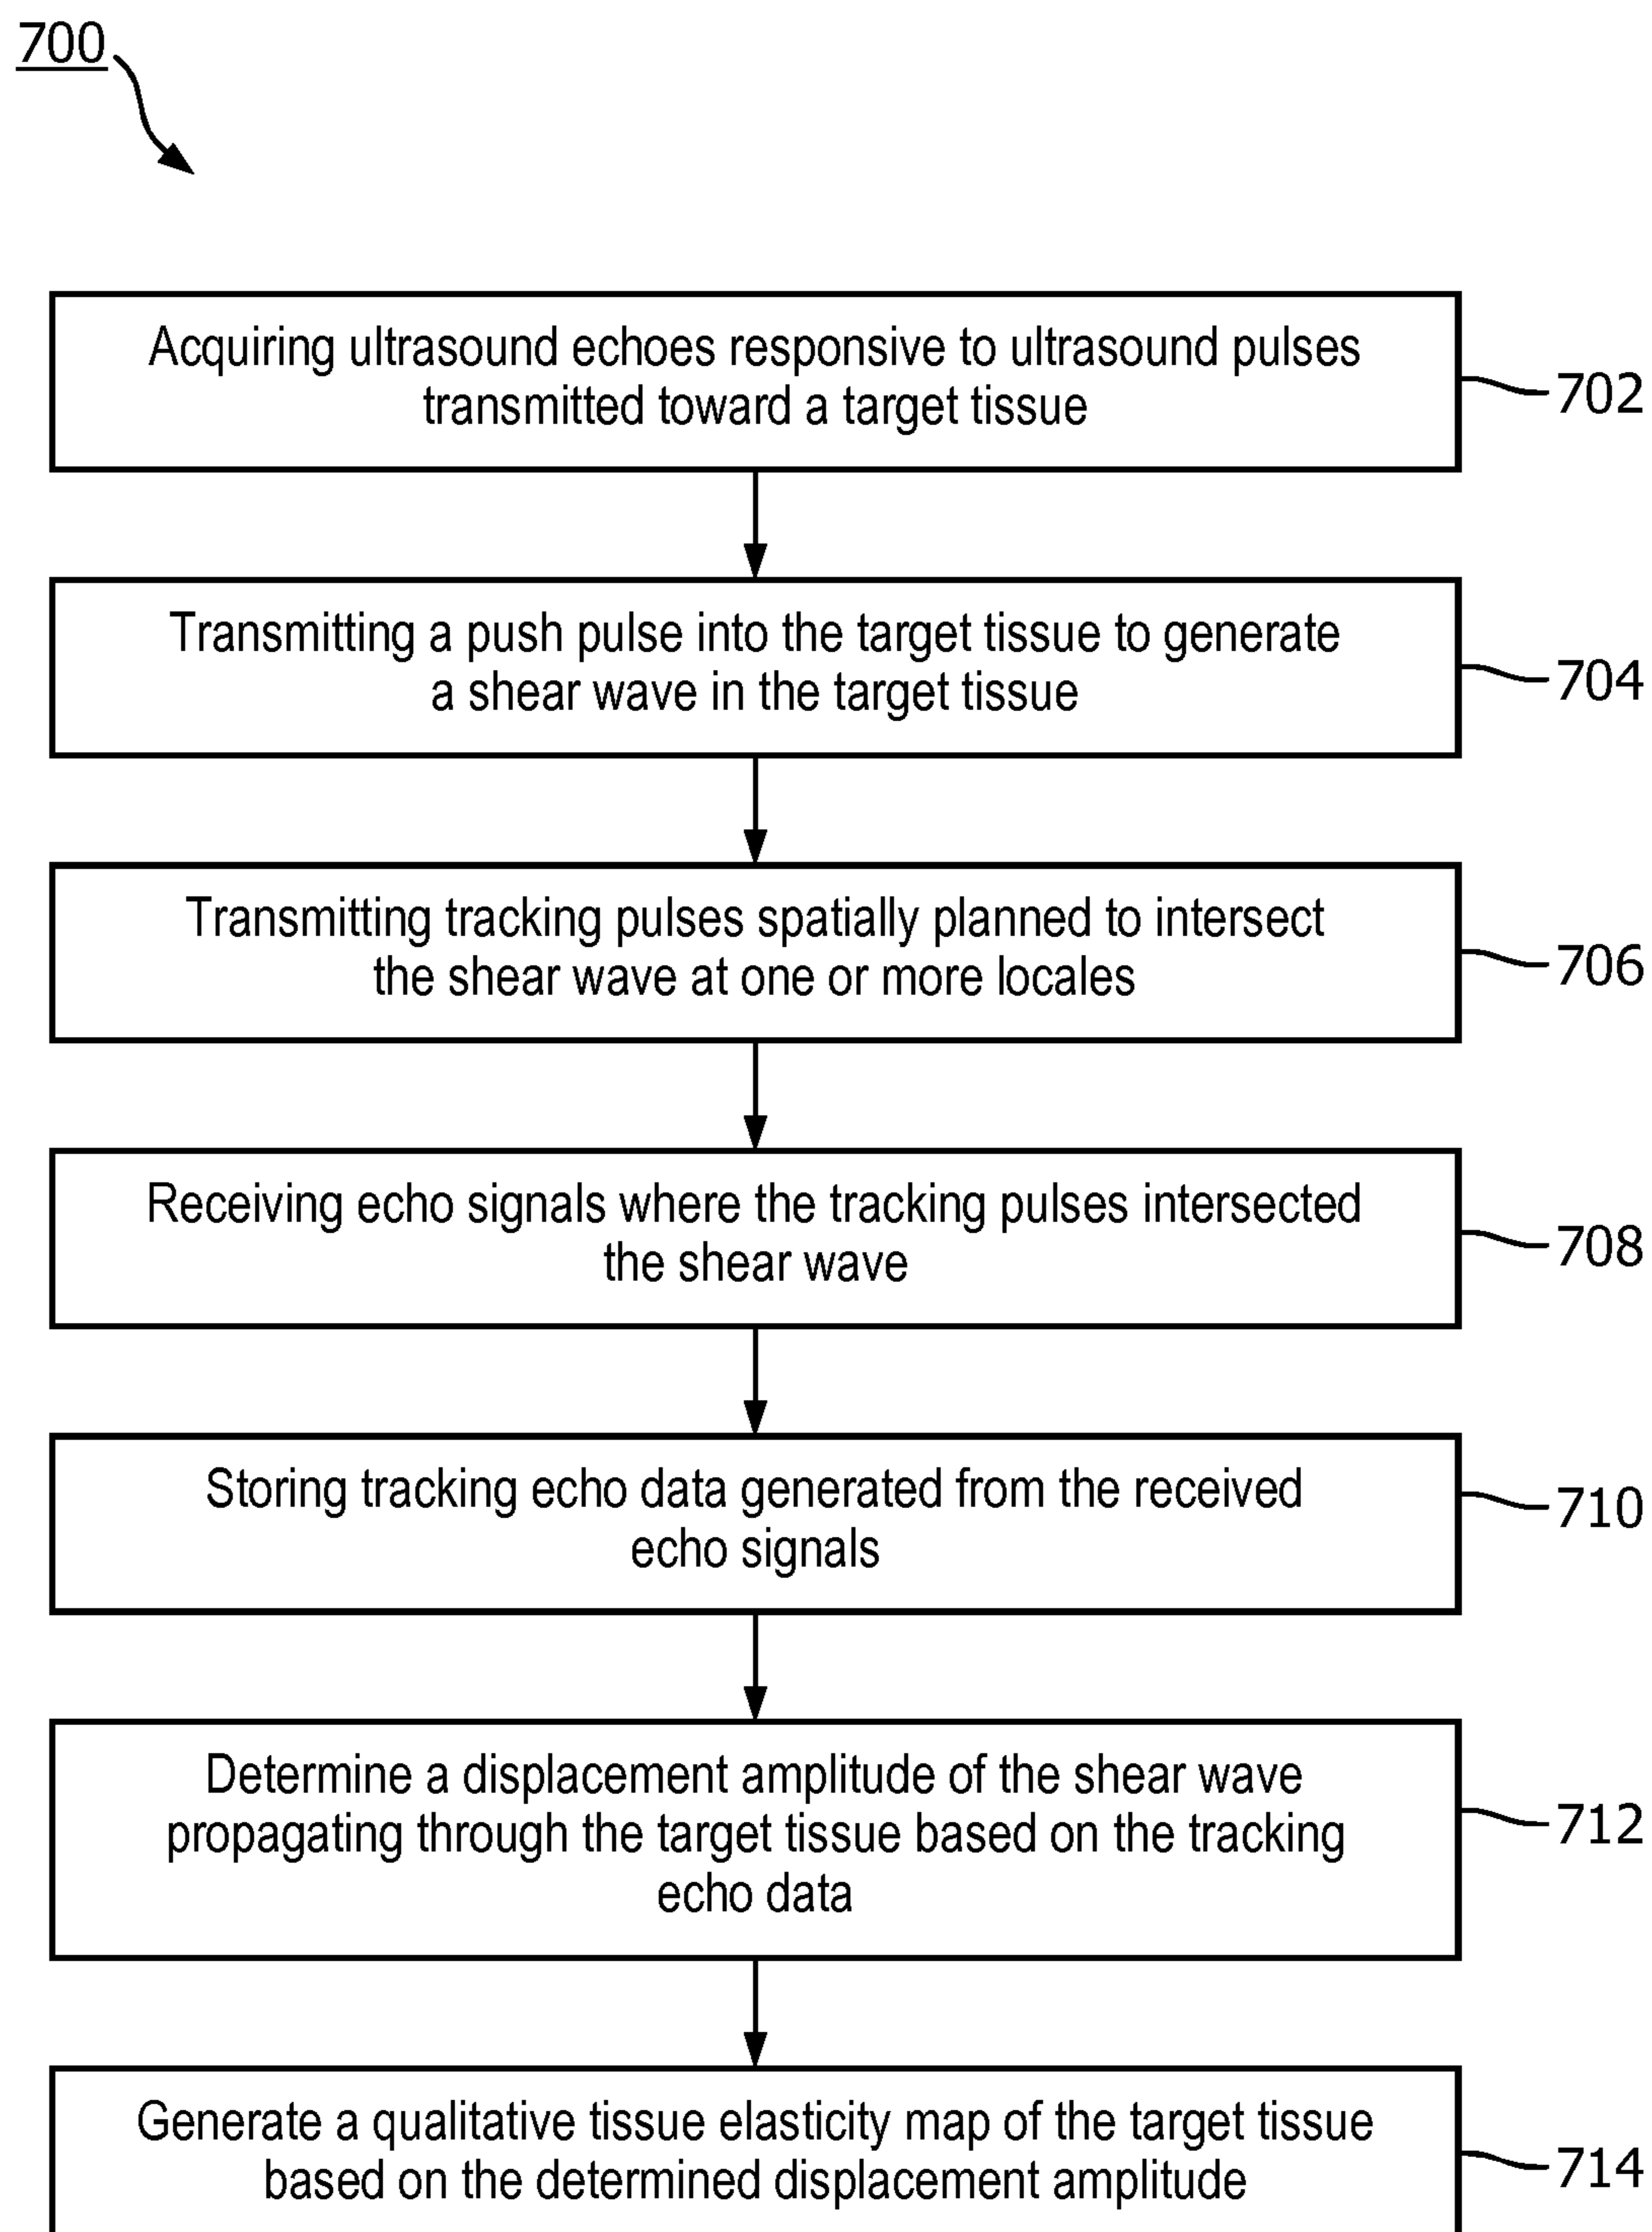 700
Acquiring ultrasound echoes responsive to ultrasound pulses
transmitted toward a target tissue
702
Transmitting a push pulse into the target tissue to generate
a shear wave in the target tissue
704
Transmitting tracking pulses spatially planned to intersect
the shear wave at one or more locales
706
Receiving echo signals where the tracking pulses intersected
the shear wave
708
Storing tracking echo data generated from the received
echo signals
710
Determine a displacement amplitude of the shear wave
propagating through the target tissue based on the tracking
echo data
712
Generate a qualitative tissue elasticity map of the target tissue
based on the determined displacement amplitude
714